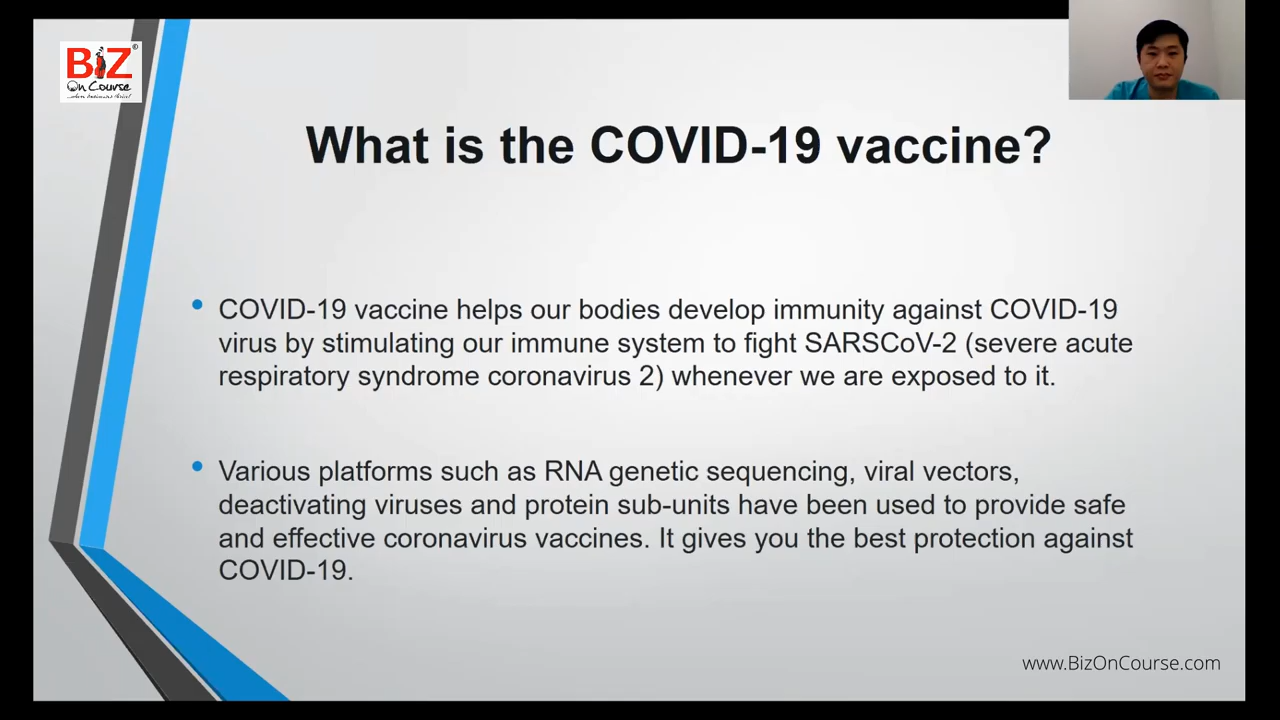 BiZ
On Course
What is the COVID-19 vaccine?
• COVID-19 vaccine helps our bodies develop immunity against COVID-19
virus by stimulating our immune system to fight SARSCoV-2 (severe acute
respiratory syndrome coronavirus 2) whenever we are exposed to it.
• Various platforms such as RNA genetic sequencing, viral vectors,
deactivating viruses and protein sub-units have been used to provide safe
and effective coronavirus vaccines. It gives you the best protection against
COVID-19.
www.BizOnCourse.com